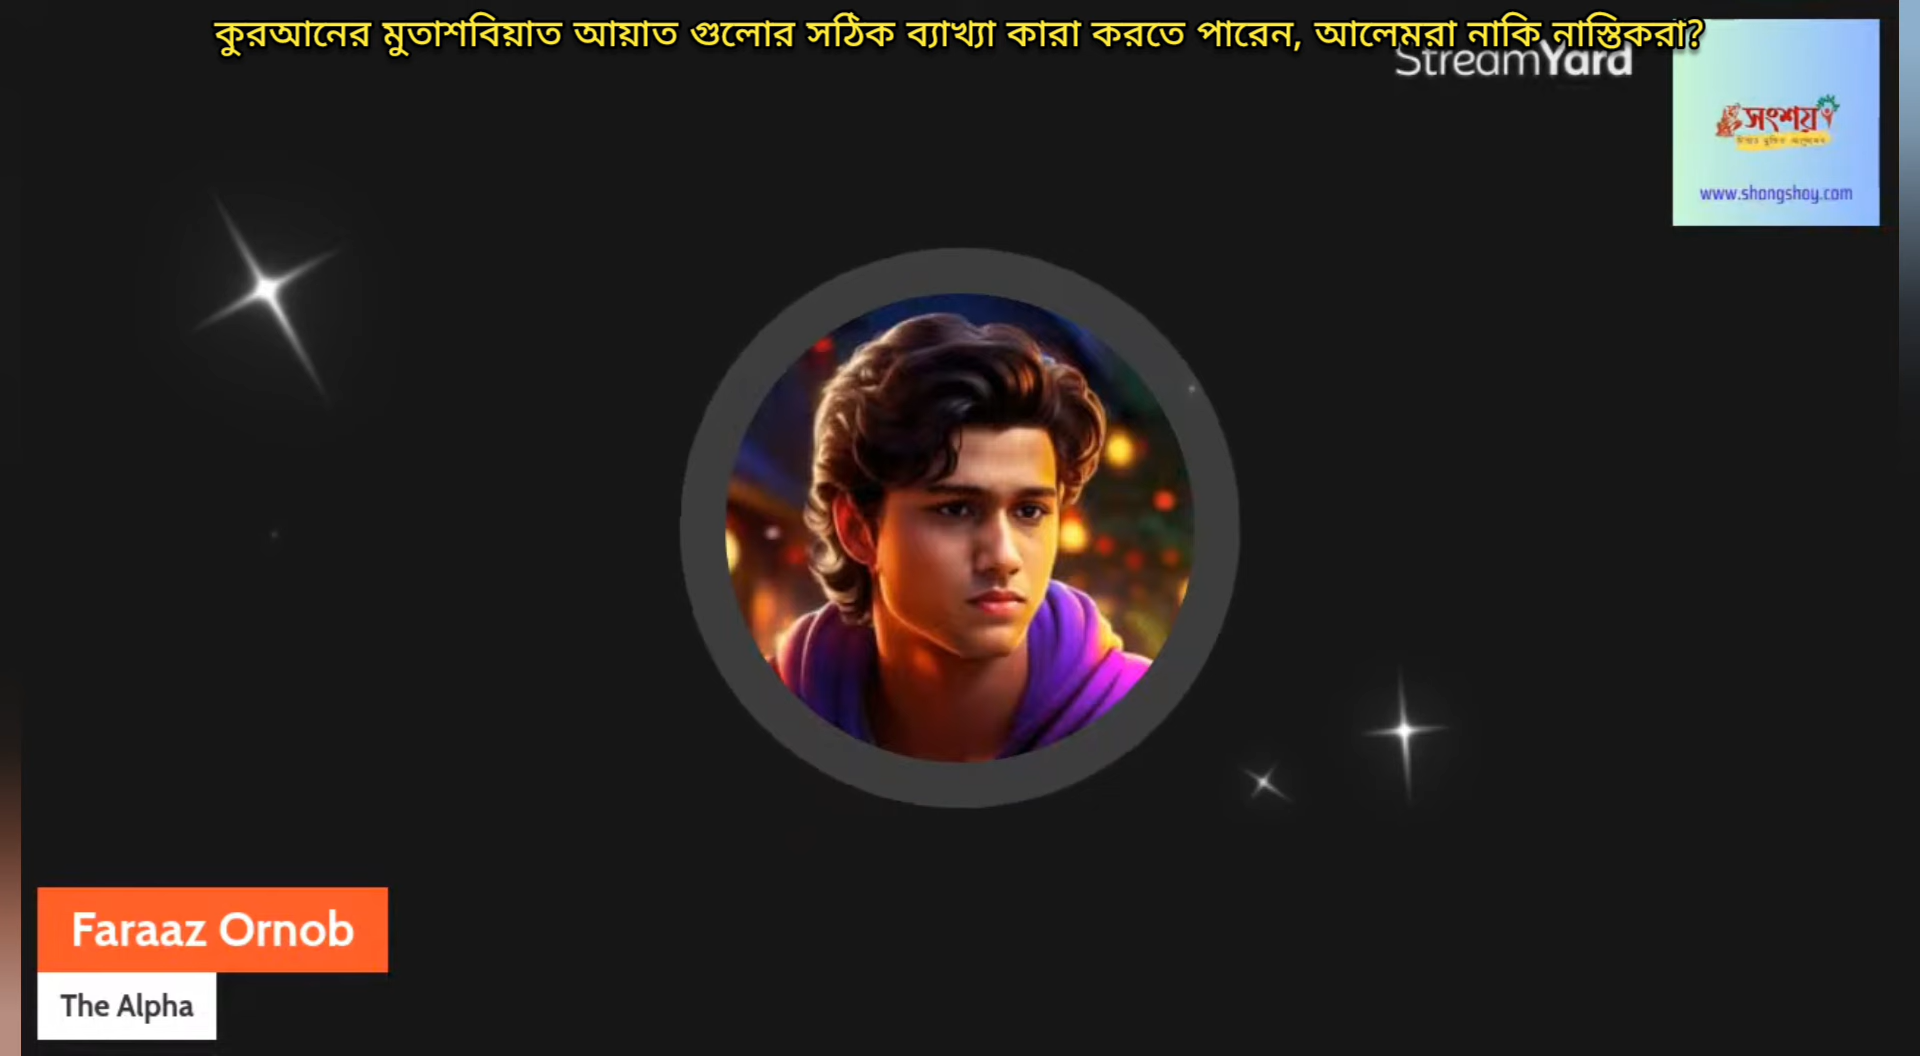 কুরআনের মুতাশবিয়াত আয়াত গুলোর সঠিক ব্যাখ্যা কারা করতে পারেন, আলেমরা নাকি নাস্তিকরা?
StreamYard
সংশয়
www.shongshoy.com
Faraaz Ornob
The Alpha